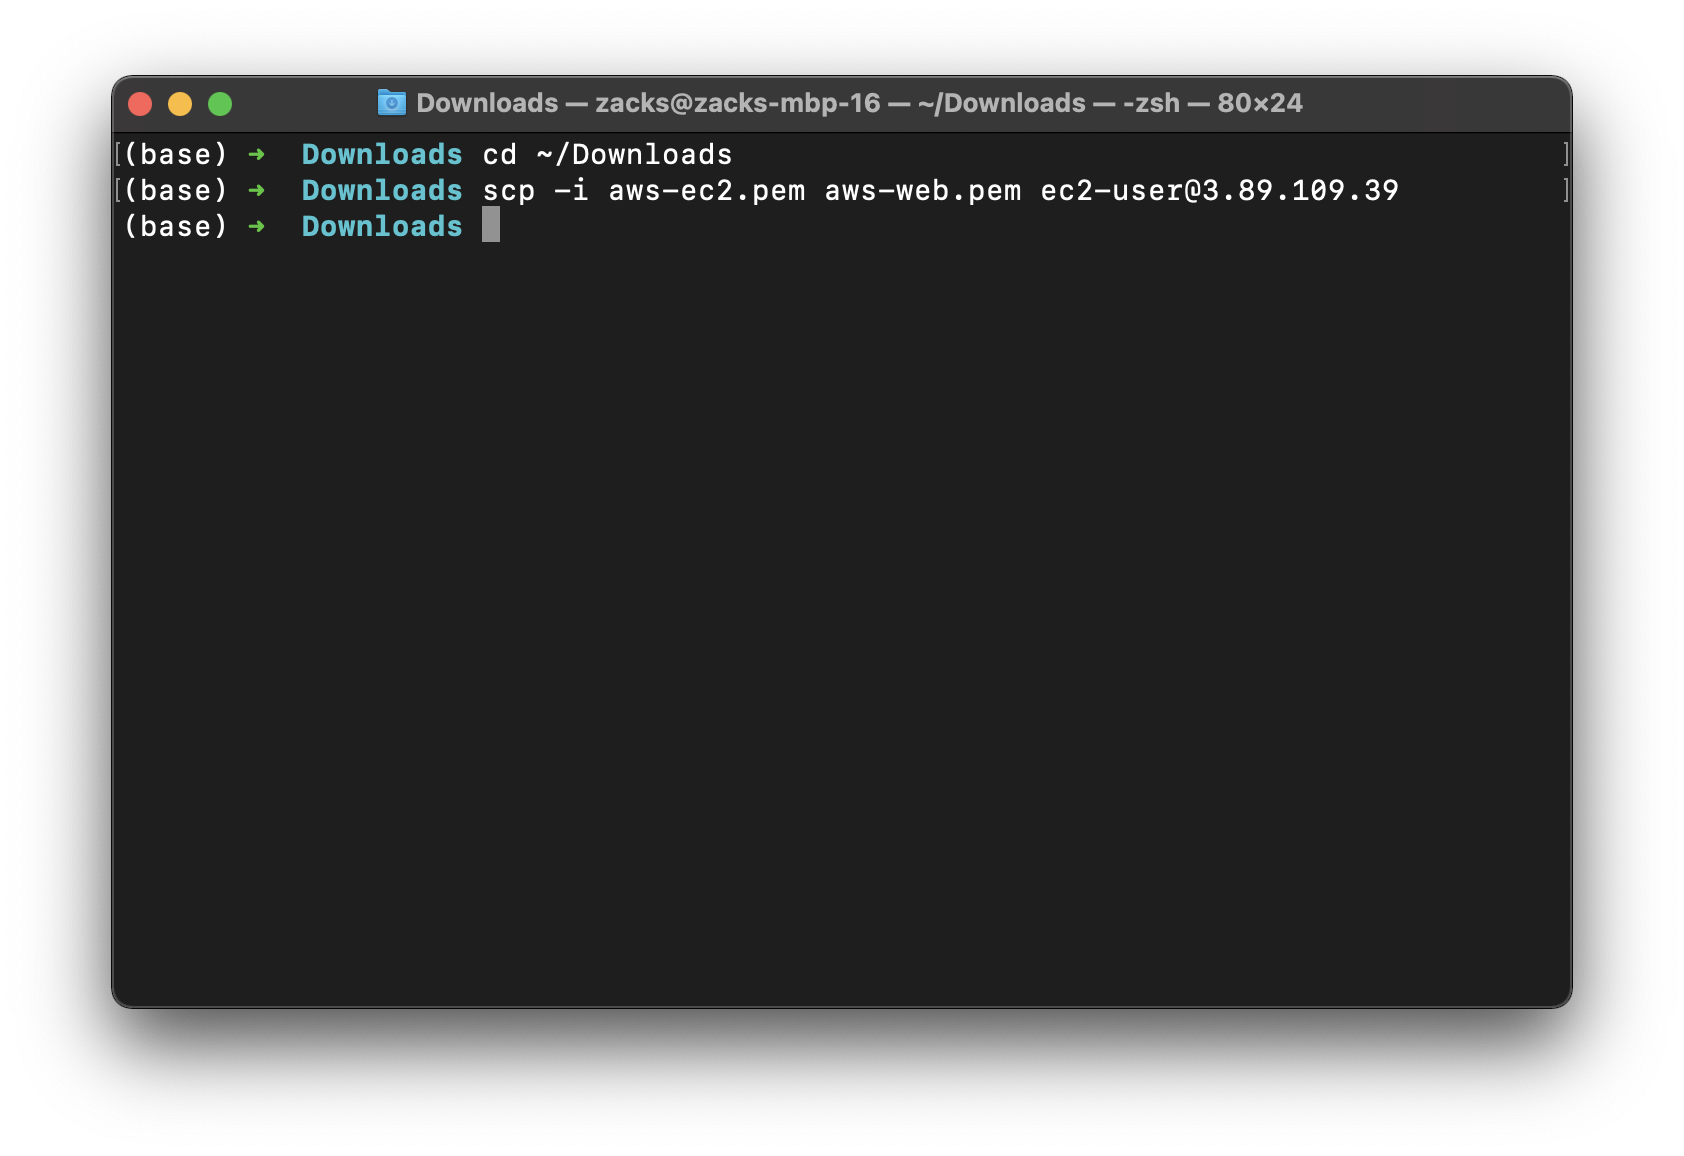 Downloads — zacks@zacks-mbp-16 — ~/Downloads — -zsh — 80×24
[(base) ➜  Downloads cd ~/Downloads ]
[(base) ➜  Downloads scp -i aws-ec2.pem aws-web.pem ec2-user@3.89.109.39 ]
(base) ➜  Downloads